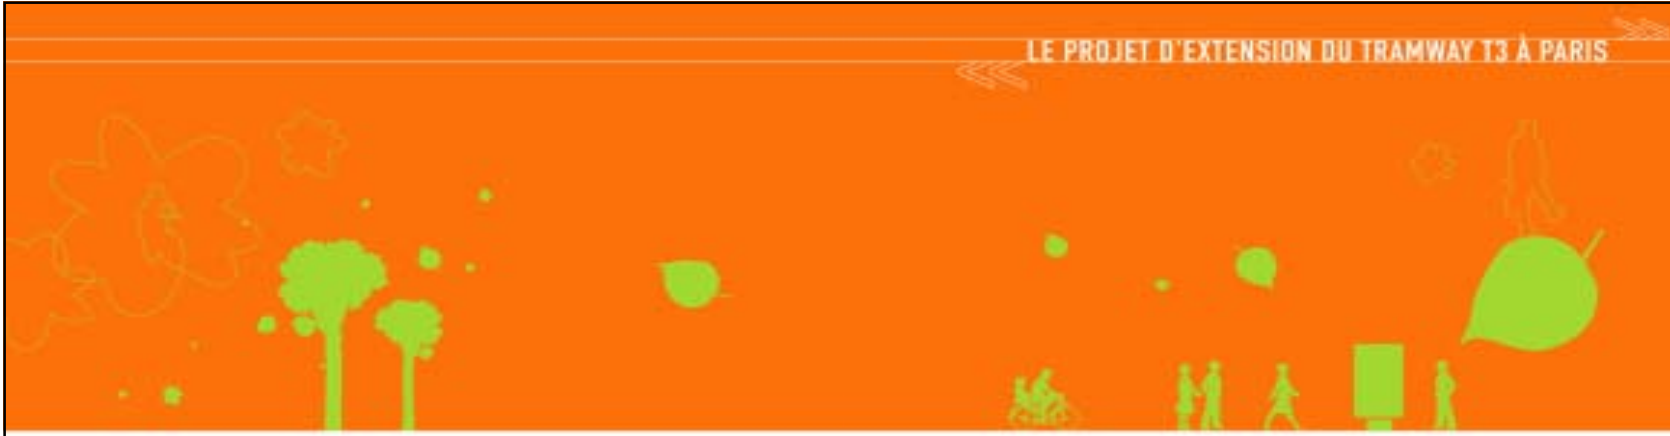 LE PROJET D'EXTENSION DU TRAMWAY T3 À PARIS